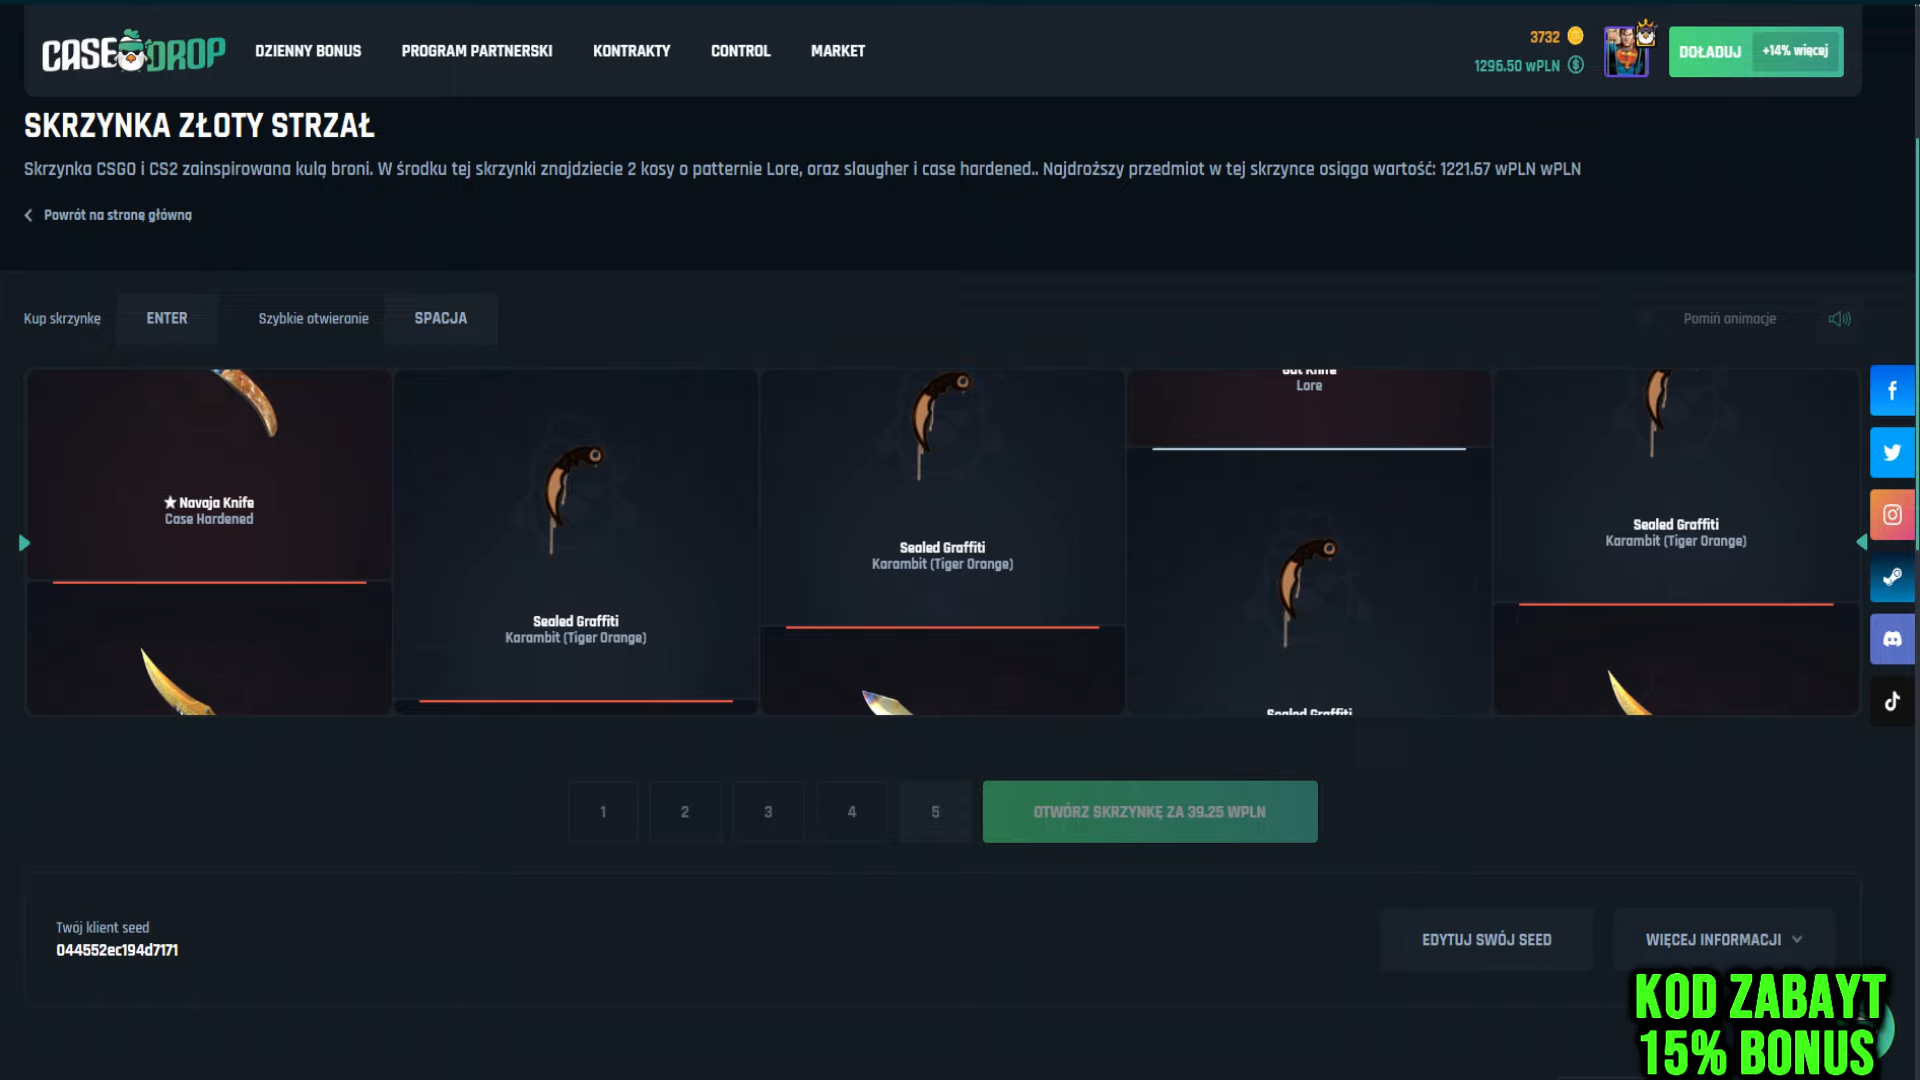 CASEDROP
DZIENNY BONUS
PROGRAM PARTNERSKI
KONTRAKTY
CONTROL
MARKET
3732
1296.50 wPLN
DOŁADUJ
+14% więcej
SKRZYNKA ZŁOTY STRZAŁ
Skrzynka CSGO i CS2 zainspirowana kulą broni. W środku tej skrzynki znajdziecie 2 kosy o patternie Lore, oraz slaugher i case hardened.. Najdroższy przedmiot w tej skrzynce osiąga wartość: 1221.67 wPLN wPLN
Powrót na stronę główną
Kup skrzynkę
ENTER
Szybkie otwieranie
SPACJA
Pomiń animacje
★ Navaja Knife
Case Hardened
Sealed Graffiti
Karambit (Tiger Orange)
Sealed Graffiti
Karambit (Tiger Orange)
Gut Knife
Lore
Sealed Graffiti
Sealed Graffiti
Karambit (Tiger Orange)
1
2
3
4
5
OTWÓRZ SKRZYNKĘ ZA 39.25 WPLN
Twój klient seed
044552ec194d7171
EDYTUJ SWÓJ SEED
WIĘCEJ INFORMACJI
KOD ZABAYT
15% BONUS